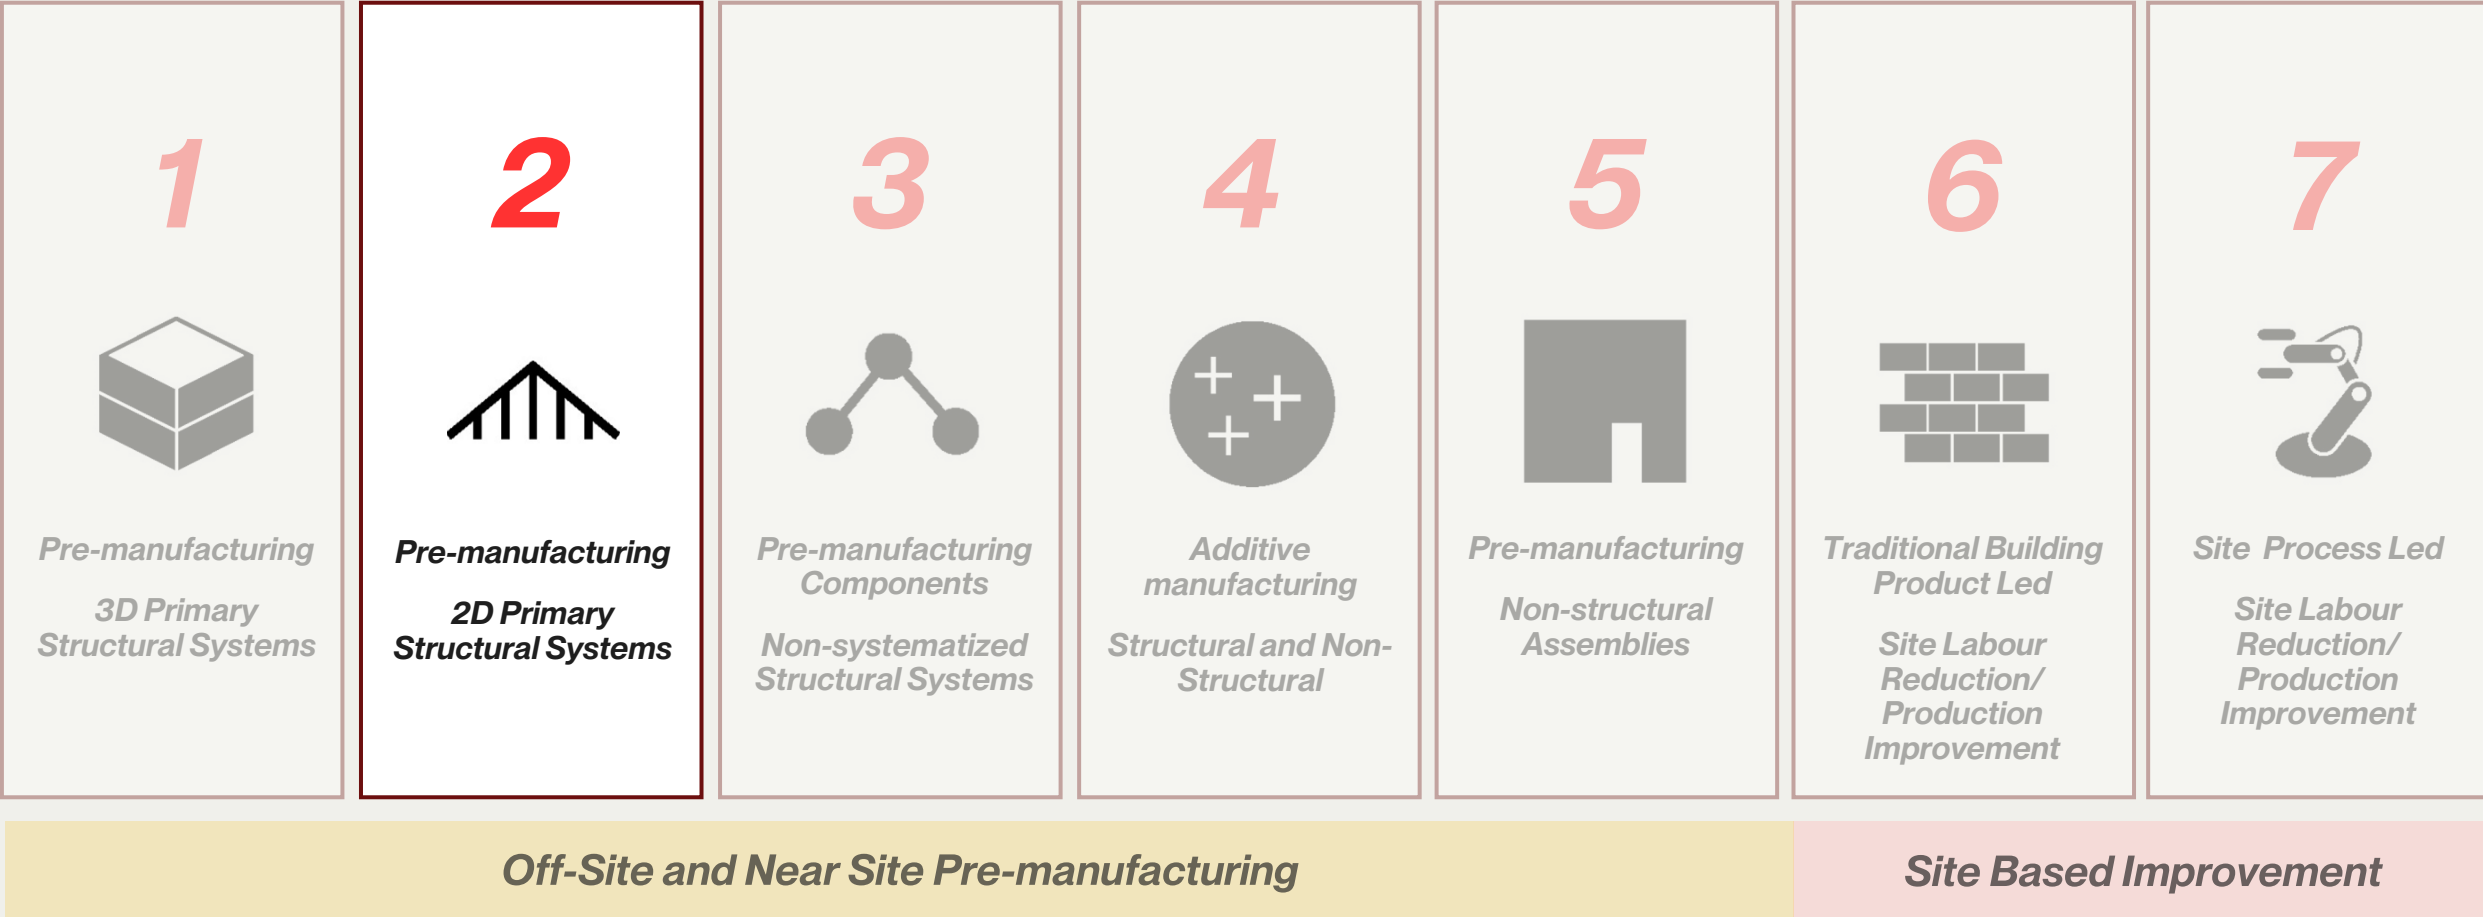 1
Pre-manufacturing
3D Primary
Structural Systems
2
Pre-manufacturing
2D Primary
Structural Systems
3
Pre-manufacturing
Components
Non-systematized
Structural Systems
4
Additive
manufacturing
Structural and Non-
Structural
5
Pre-manufacturing
Non-structural
Assemblies
6
Traditional Building
Product Led
Site Labour
Reduction/
Production
Improvement
7
Site Process Led
Site Labour
Reduction/
Production
Improvement
Off-Site and Near Site Pre-manufacturing
Site Based Improvement